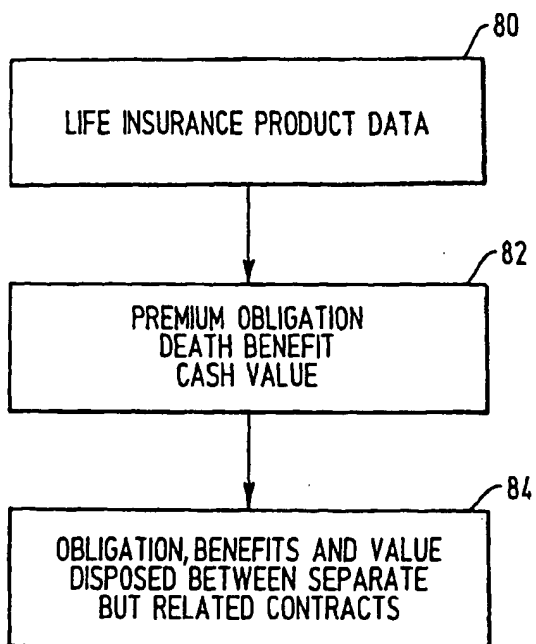 80
LIFE INSURANCE PRODUCT DATA
82
PREMIUM OBLIGATION
DEATH BENEFIT
CASH VALUE
84
OBLIGATION, BENEFITS AND VALUE
DISPOSED BETWEEN SEPARATE
BUT RELATED CONTRACTS